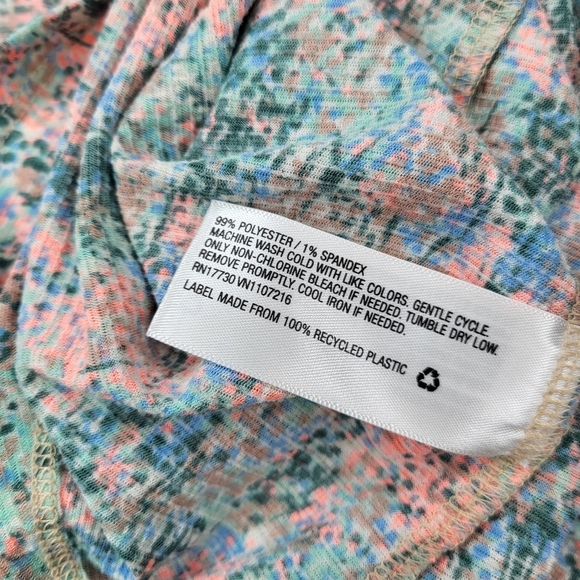 99% POLYESTER / 1% SPANDEX
MACHINE WASH COLD WITH LIKE COLORS. GENTLE CYCLE.
ONLY NON-CHLORINE BLEACH IF NEEDED. TUMBLE DRY LOW.
REMOVE PROMPTLY. COOL IRON IF NEEDED.
RN17730 VN1107216
LABEL MADE FROM 100% RECYCLED PLASTIC